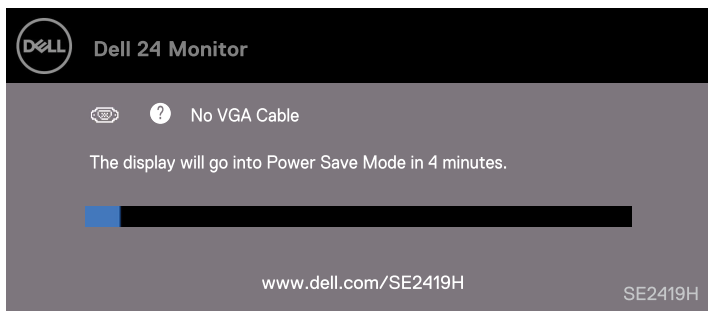 DELL
Dell 24 Monitor
? No VGA Cable
The display will go into Power Save Mode in 4 minutes.
www.dell.com/SE2419H
SE2419H